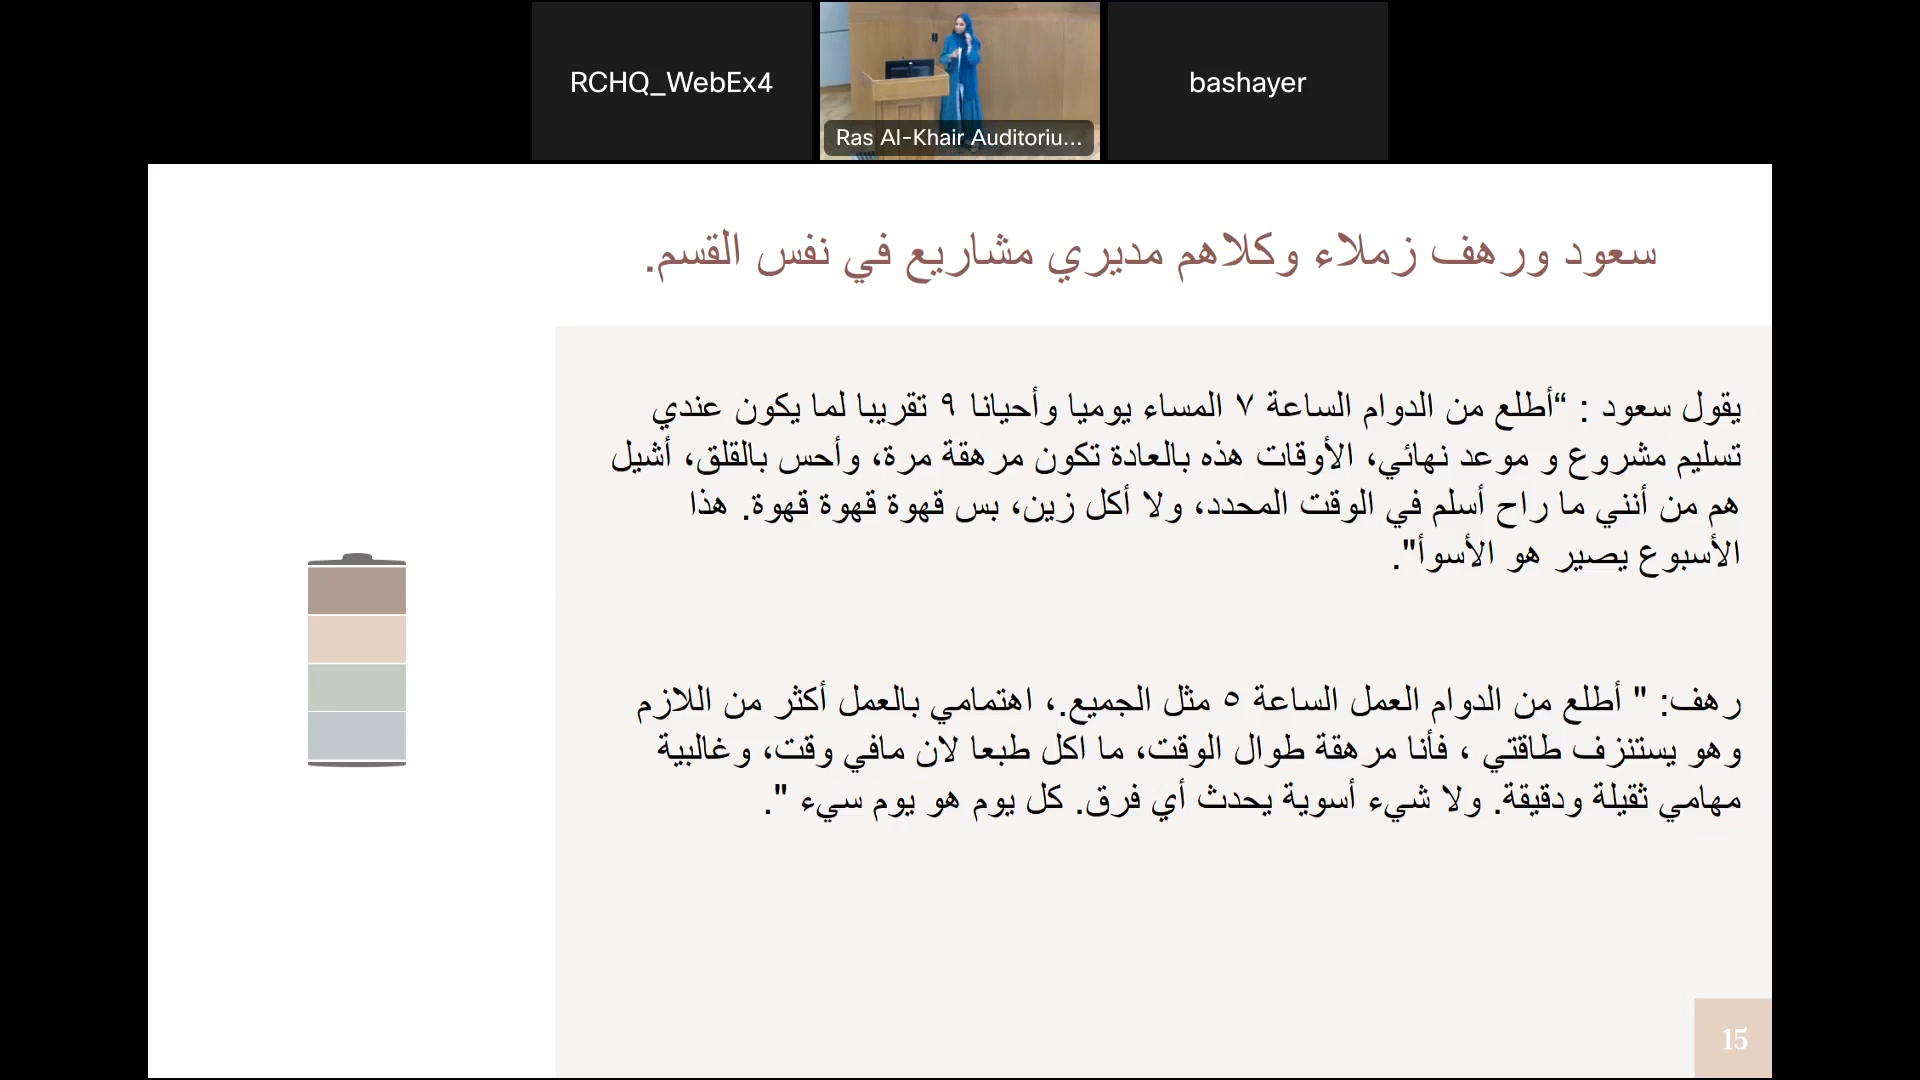 RCHQ_WebEx4
Ras Al-Khair Auditoriu...
bashayer
سعود ورهف زملاء وكلاهم مديري مشاريع في نفس القسم.
يقول سعود : “أطلع من الدوام الساعة ٧ المساء يوميا وأحيانا ٩ تقريبا لما يكون عندي
تسليم مشروع و موعد نهائي، الأوقات هذه بالعادة تكون مرهقة مرة، وأحس بالقلق، أشيل
هم من أنني ما راح أسلم في الوقت المحدد، ولا أكل زين، بس قهوة قهوة قهوة. هذا
الأسبوع يصير هو الأسوأ".
رهف: " أطلع من الدوام العمل الساعة ٥ مثل الجميع.، اهتمامي بالعمل أكثر من اللازم
وهو يستنزف طاقتي ، فأنا مرهقة طوال الوقت، ما اكل طبعا لان مافي وقت، وغالبية
مهامي ثقيلة ودقيقة. ولا شيء أسوية يحدث أي فرق. كل يوم هو يوم سيء ".
15